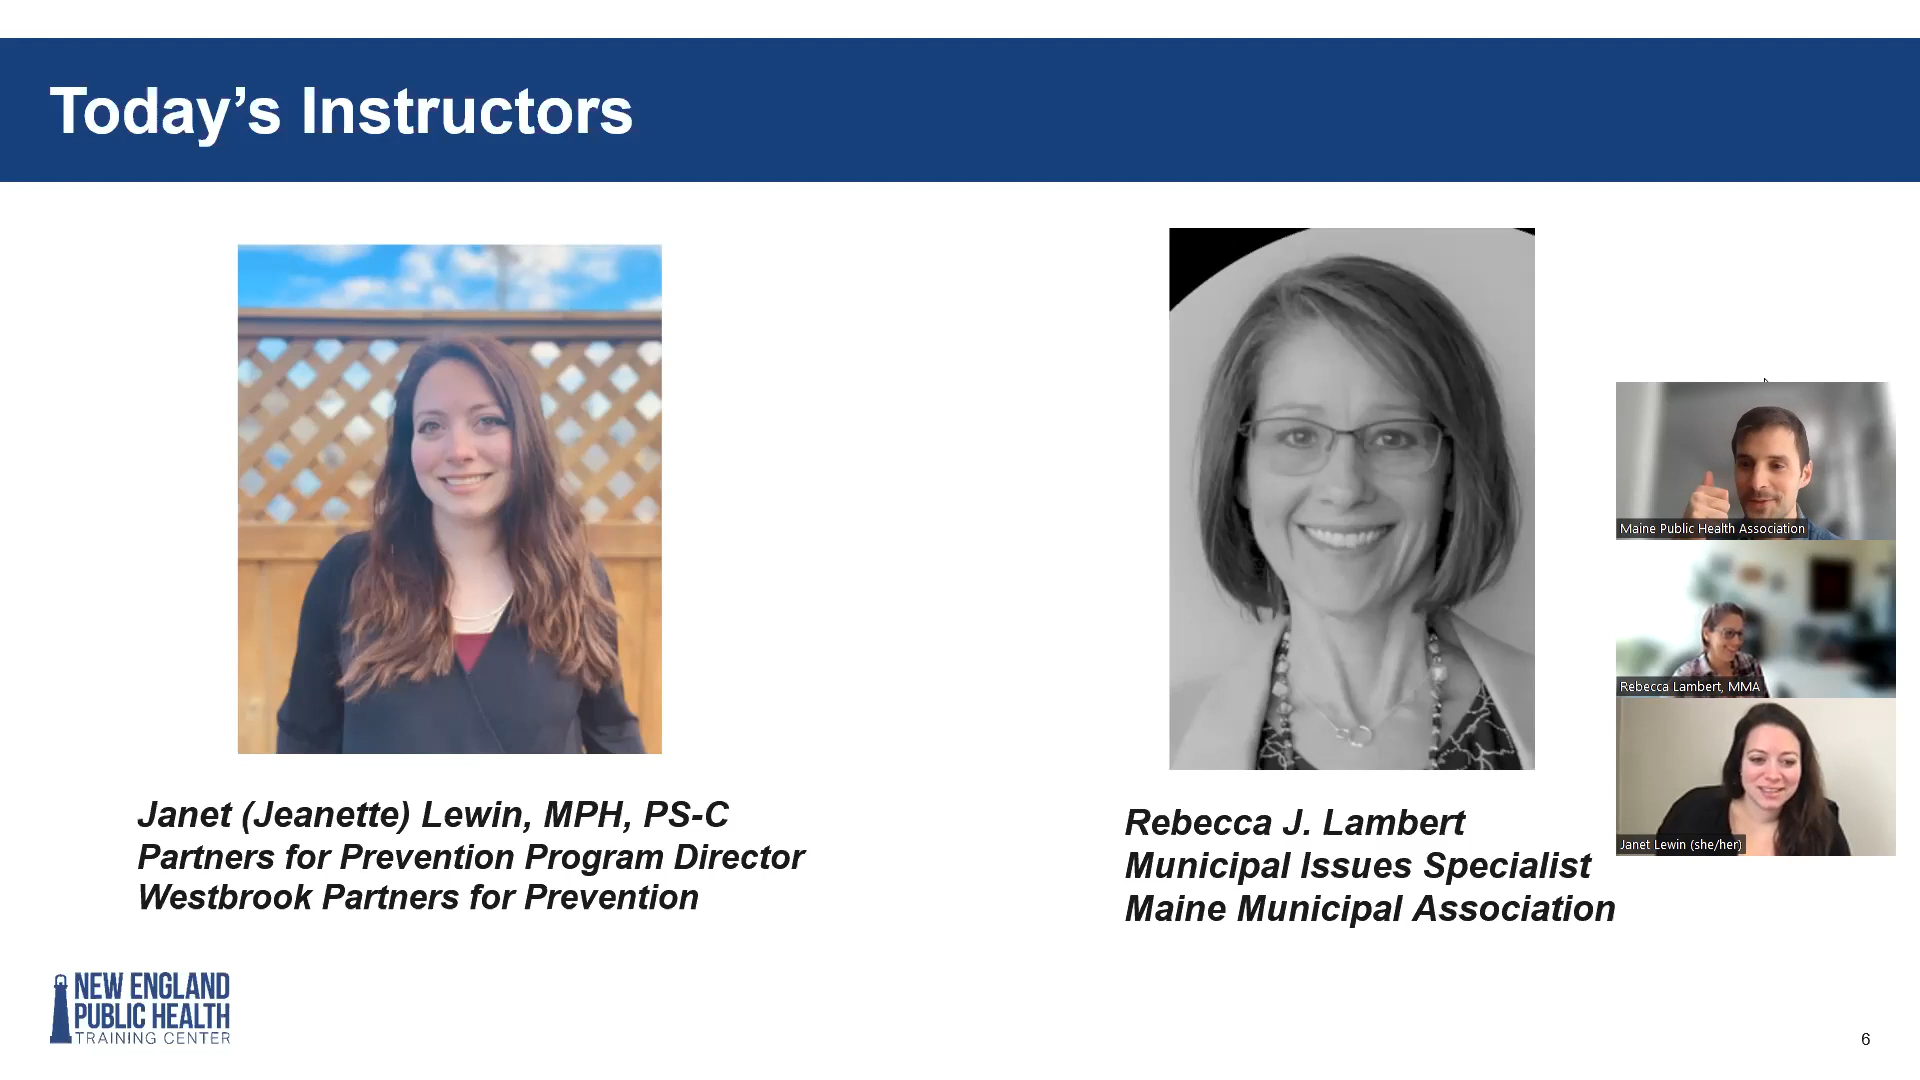 Today’s Instructors
Janet (Jeanette) Lewin, MPH, PS-C
Partners for Prevention Program Director
Westbrook Partners for Prevention
Rebecca J. Lambert
Municipal Issues Specialist
Maine Municipal Association
Maine Public Health Association
Rebecca Lambert, MMA
Janet Lewin (she/her)
NEW ENGLAND
PUBLIC HEALTH
TRAINING CENTER
6